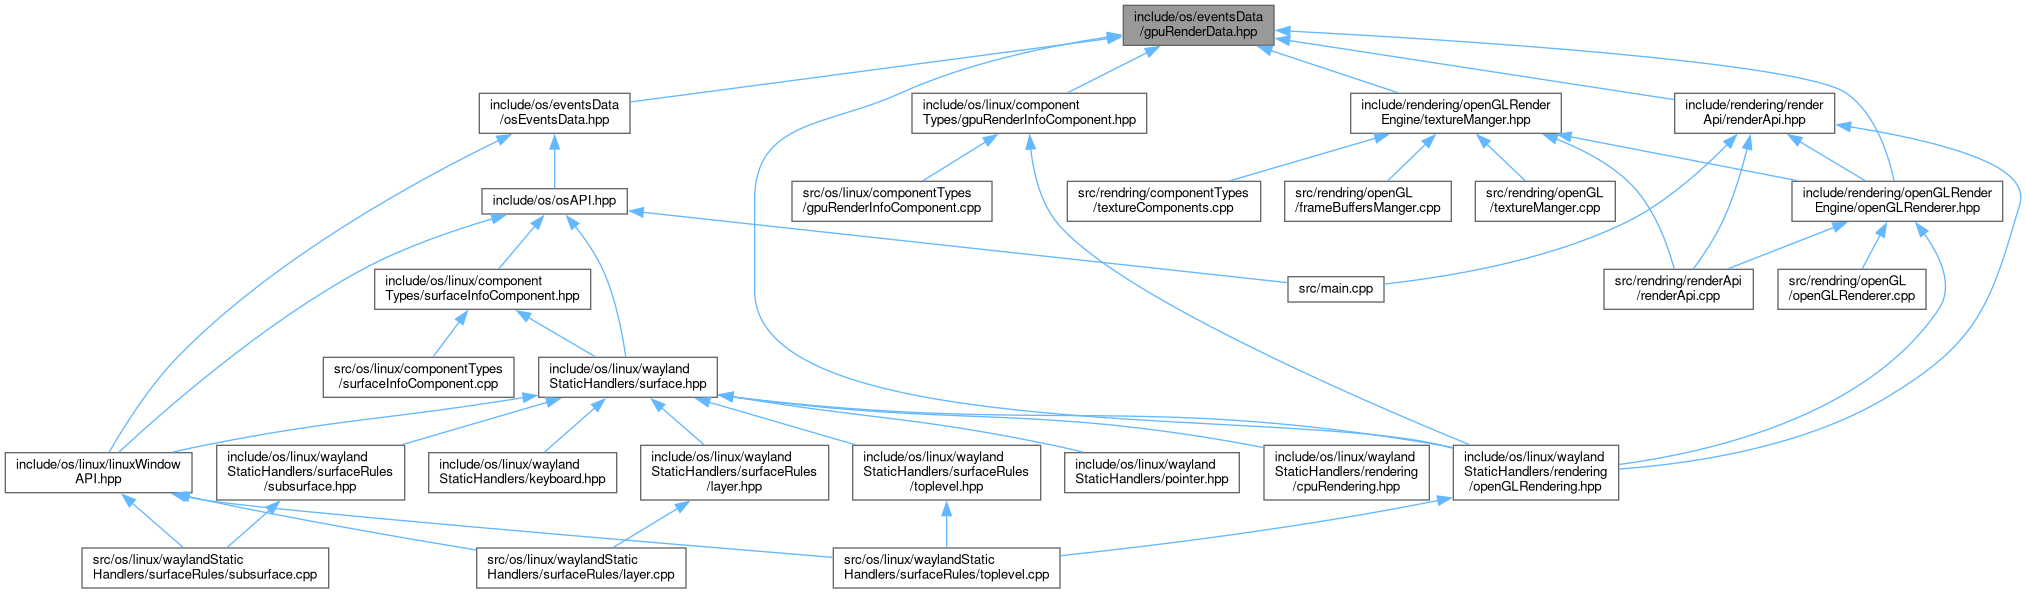 include/os/eventsData
/gpuRenderData.hpp
include/os/eventsData
/osEventsData.hpp
include/os/linux/component
Types/gpuRenderInfoComponent.hpp
include/rendering/openGLRender
Engine/textureManger.hpp
include/rendering/render
Api/renderApi.hpp
src/os/linux/componentTypes
/gpuRenderInfoComponent.cpp
src/rendring/componentTypes
/textureComponents.cpp
src/rendring/openGL
/frameBuffersManger.cpp
src/rendring/openGL
/textureManger.cpp
include/rendering/openGLRender
Engine/openGLRenderer.hpp
include/os/osAPI.hpp
include/os/linux/component
Types/surfaceInfoComponent.hpp
src/main.cpp
src/rendring/renderApi
/renderApi.cpp
src/rendring/openGL
/openGLRenderer.cpp
src/os/linux/componentTypes
/surfaceInfoComponent.cpp
include/os/linux/wayland
StaticHandlers/surface.hpp
include/os/linux/linuxWindow
API.hpp
include/os/linux/wayland
StaticHandlers/surfaceRules
/subsurface.hpp
include/os/linux/wayland
StaticHandlers/keyboard.hpp
include/os/linux/wayland
StaticHandlers/surfaceRules
/layer.hpp
include/os/linux/wayland
StaticHandlers/surfaceRules
/toplevel.hpp
include/os/linux/wayland
StaticHandlers/pointer.hpp
include/os/linux/wayland
StaticHandlers/rendering
/cpuRendering.hpp
include/os/linux/wayland
StaticHandlers/rendering
/openGLRendering.hpp
src/os/linux/waylandStatic
Handlers/surfaceRules/subsurface.cpp
src/os/linux/waylandStatic
Handlers/surfaceRules/layer.cpp
src/os/linux/waylandStatic
Handlers/surfaceRules/toplevel.cpp